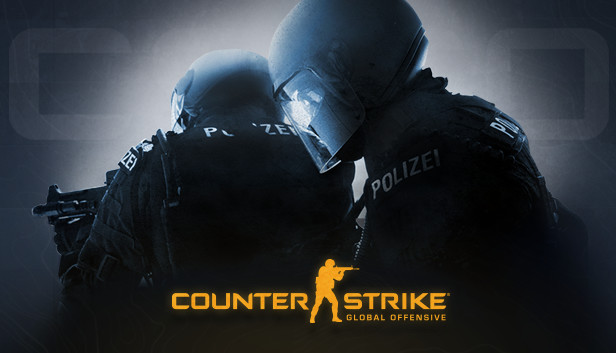 POLIZEI
POLIZEI
COUNTER STRIKE®
GLOBAL OFFENSIVE